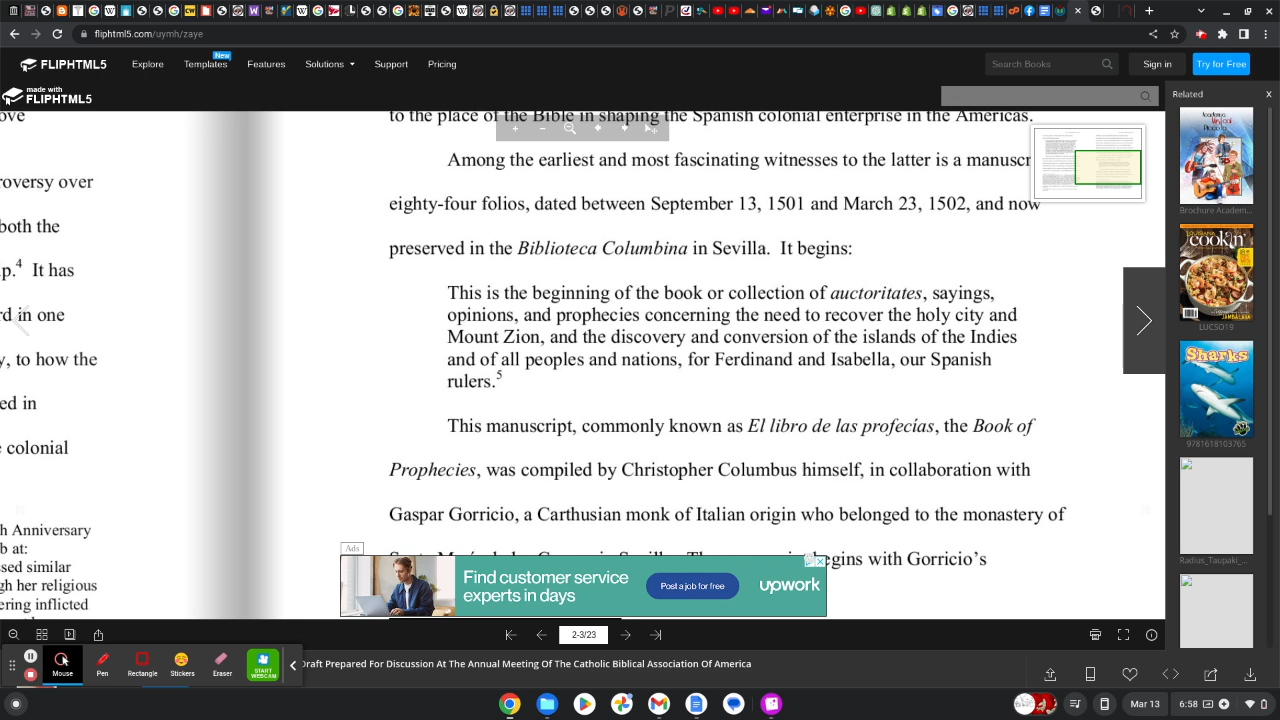 fliphtml5.com/uymh/zaye
FLIPHTML5
Explore
Templates
New
Features
Solutions
Support
Pricing
Search Books
Sign in
Try for Free
made with
FLIPHTML5
Related
X
ove
roversy over
both the
p.4 It has
rd in one
y, to how the
ed in
e colonial
h Anniversary
b at:
ssed similar
gh her religious
ering inflicted
to the place of the Bible in shaping the Spanish colonial enterprise in the Americas.
Among the earliest and most fascinating witnesses to the latter is a manuscr
eighty-four folios, dated between September 13, 1501 and March 23, 1502, and now
preserved in the Biblioteca Columbina in Sevilla. It begins:
This is the beginning of the book or collection of auctoritates, sayings,
opinions, and prophecies concerning the need to recover the holy city and
Mount Zion, and the discovery and conversion of the islands of the Indies
and of all peoples and nations, for Ferdinand and Isabella, our Spanish
rulers.5
This manuscript, commonly known as El libro de las profecías, the Book of
Prophecies, was compiled by Christopher Columbus himself, in collaboration with
Gaspar Gorricio, a Carthusian monk of Italian origin who belonged to the monastery of
egins with Gorricio's
Ads
Find customer service
experts in days
Post a job for free
upwork
Brochure Academ...
cookin'
LUCSO19
Sharks
9781618103765
Radius_Taupaki_...
2-3/23
Mouse
Pen
Rectangle
Stickers
Eraser
START
WEBCAM
Draft Prepared For Discussion At The Annual Meeting Of The Catholic Biblical Association Of America
Mar 13
6:58